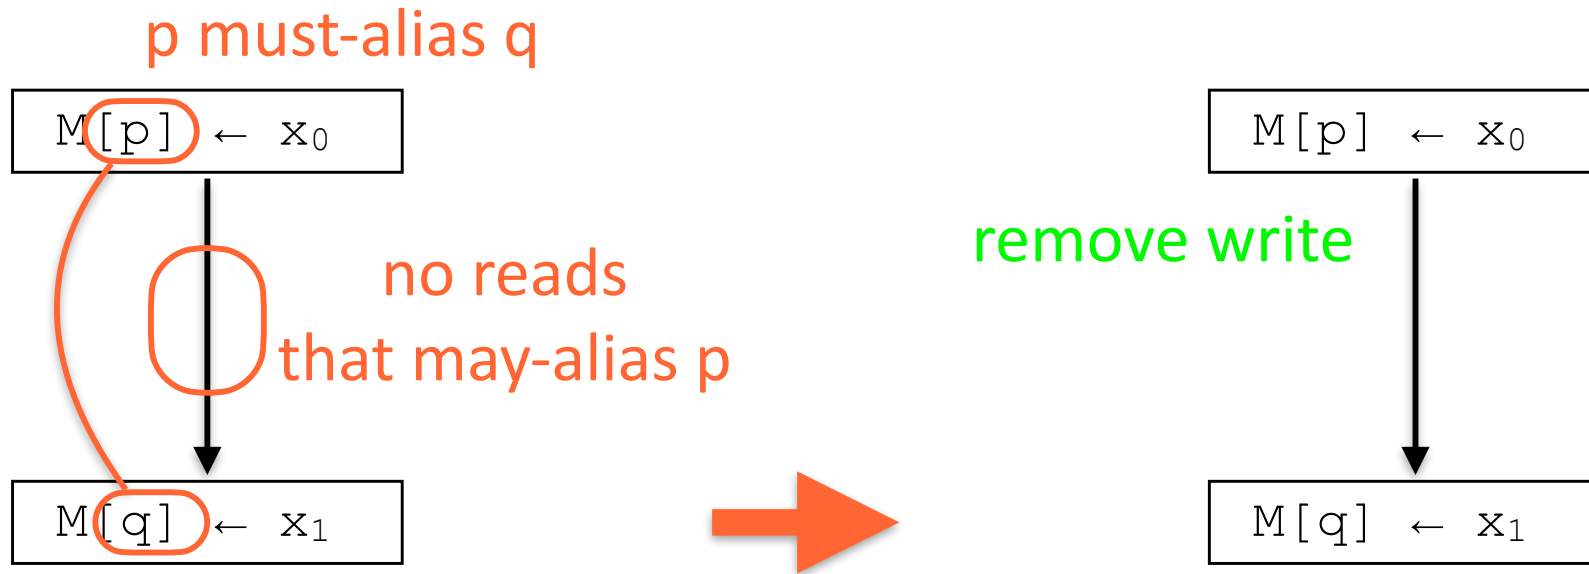 p must-alias q
M[p] ← x₀
no reads
that may-alias p
M[q] ← x₁
M[p] ← x₀
remove write
M[q] ← x₁